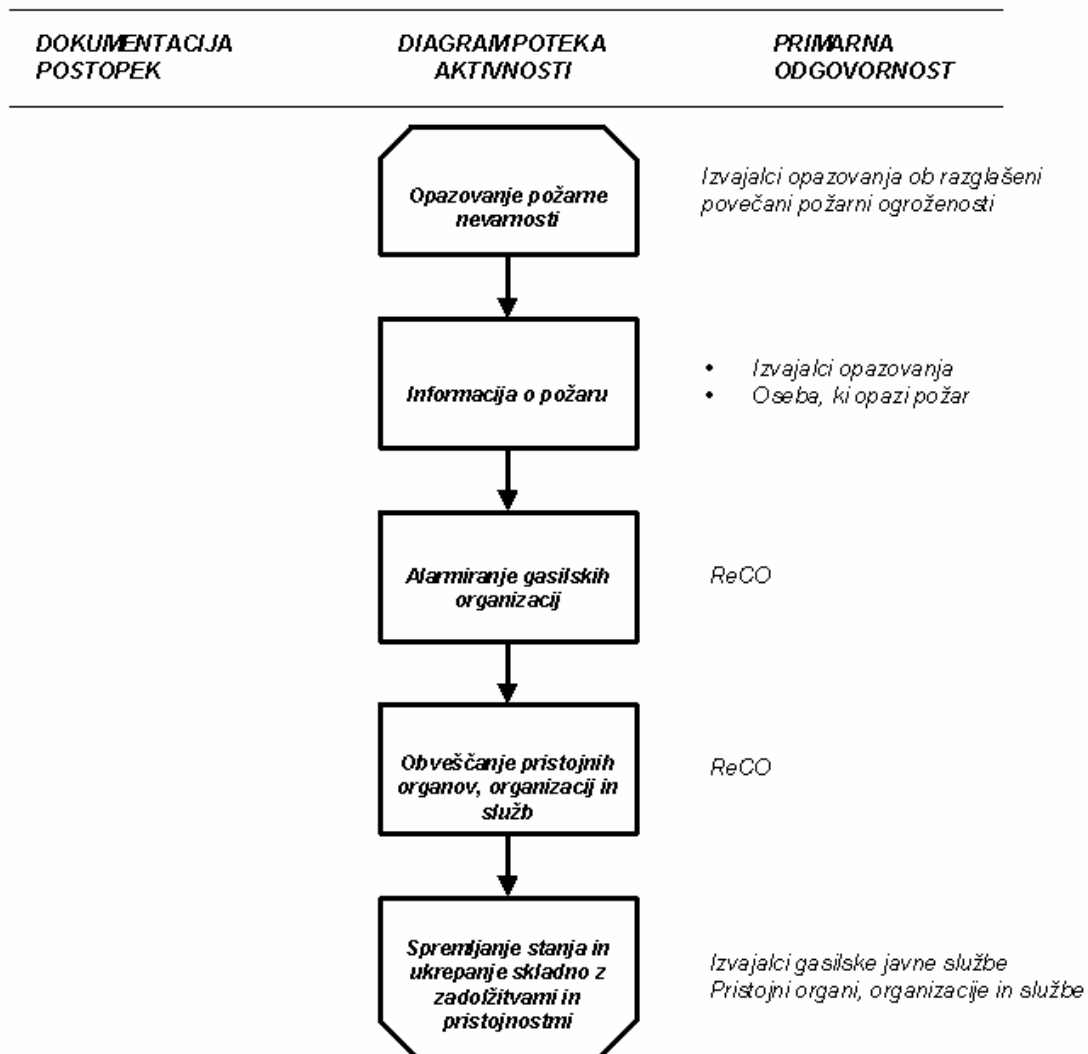 DOKUMENTACIJA
POSTOPEK
DIAGRAM POTEKA
AKTIVNOSTI
PRIMARNA
ODGOVORNOST
Opazovanje požarne
nevarnosti
Izvajalci opazovanja ob razglašeni
povečani požarni ogroženosti
Informacija o požaru
• Izvajalci opazovanja
• Oseba, ki opazi požar
Alarmiranje gasilskih
organizacij
ReCO
Obveščanje pristojnih
organov, organizacij in
služb
ReCO
Spremljanje stanja in
ukrepanje skladno z
zadolžitvami in
pristojnostmi
Izvajalci gasilske javne službe
Pristojni organi, organizacije in službe